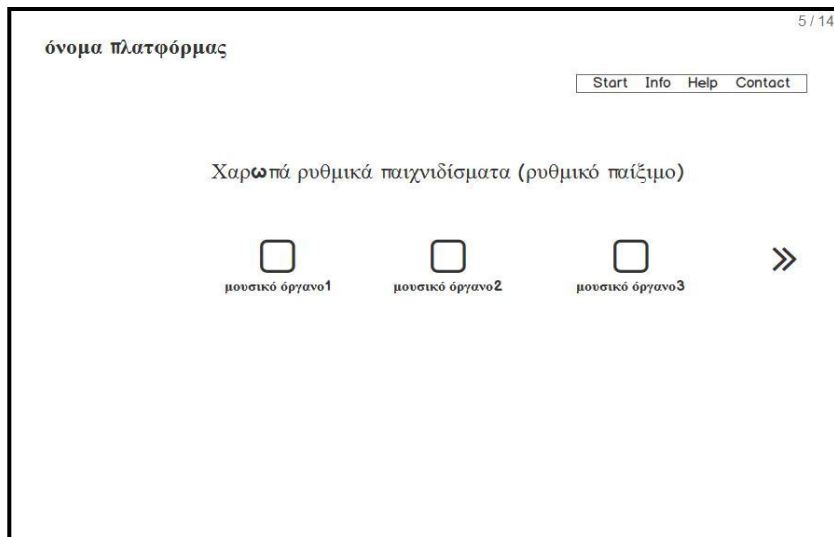 5 / 14
όνομα πλατφόρμας
Start Info Help Contact
Χαρωπά ρυθμικά παιχνιδίσματα (ρυθμικό παίξιμο)
μουσικό όργανο1 μουσικό όργανο2 μουσικό όργανο3